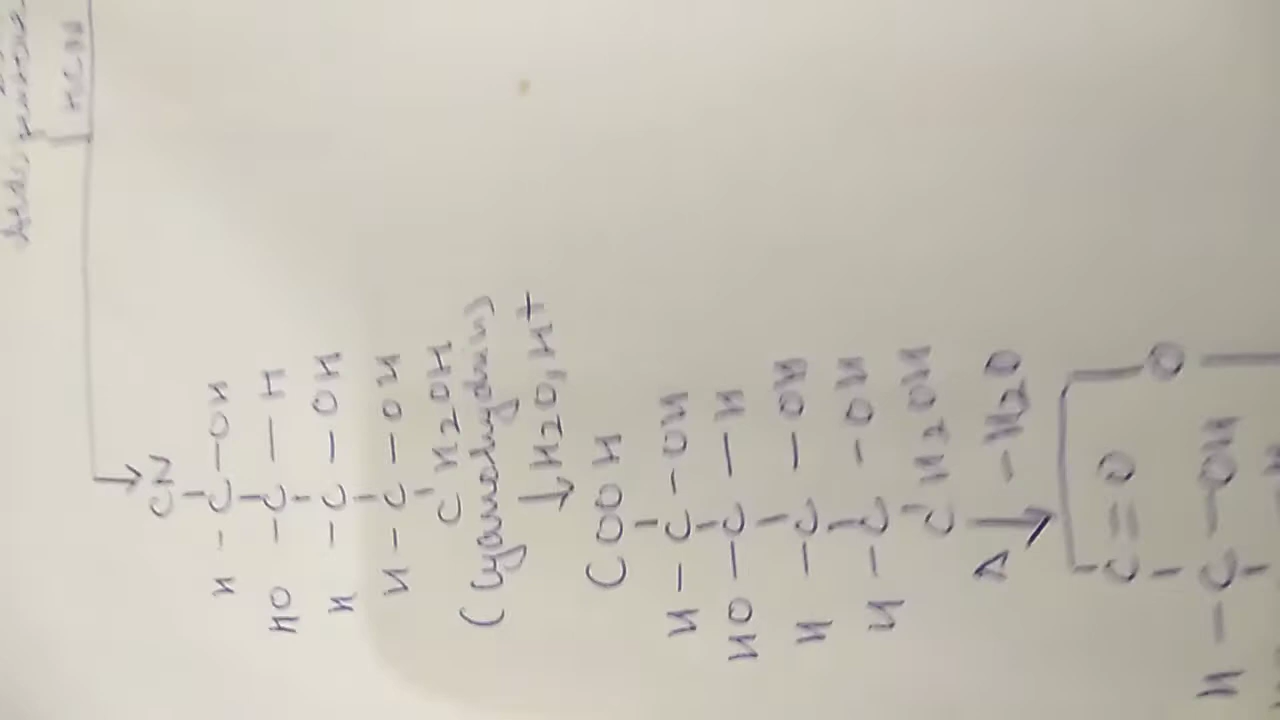 HCN
CN
H - C - OH
HO - C - H
H - C - OH
H - C - OH
CH2OH
(Cyanohydrin)
↓ H2O, H+
COOH
H - C - OH
HO - C - H
H - C - OH
H - C - OH
CH2OH
Δ → - H2O
C = O
O
H - C - OH